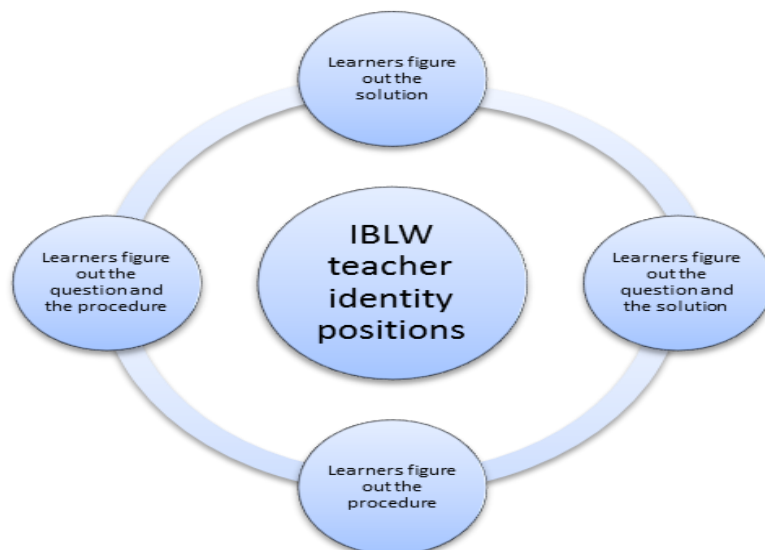 Learners figure
out the
solution
Learners figure
out the
question and
the procedure
IBLW
teacher
identity
positions
Learners figure
out the
question and
the solution
Learners figure
out the
procedure